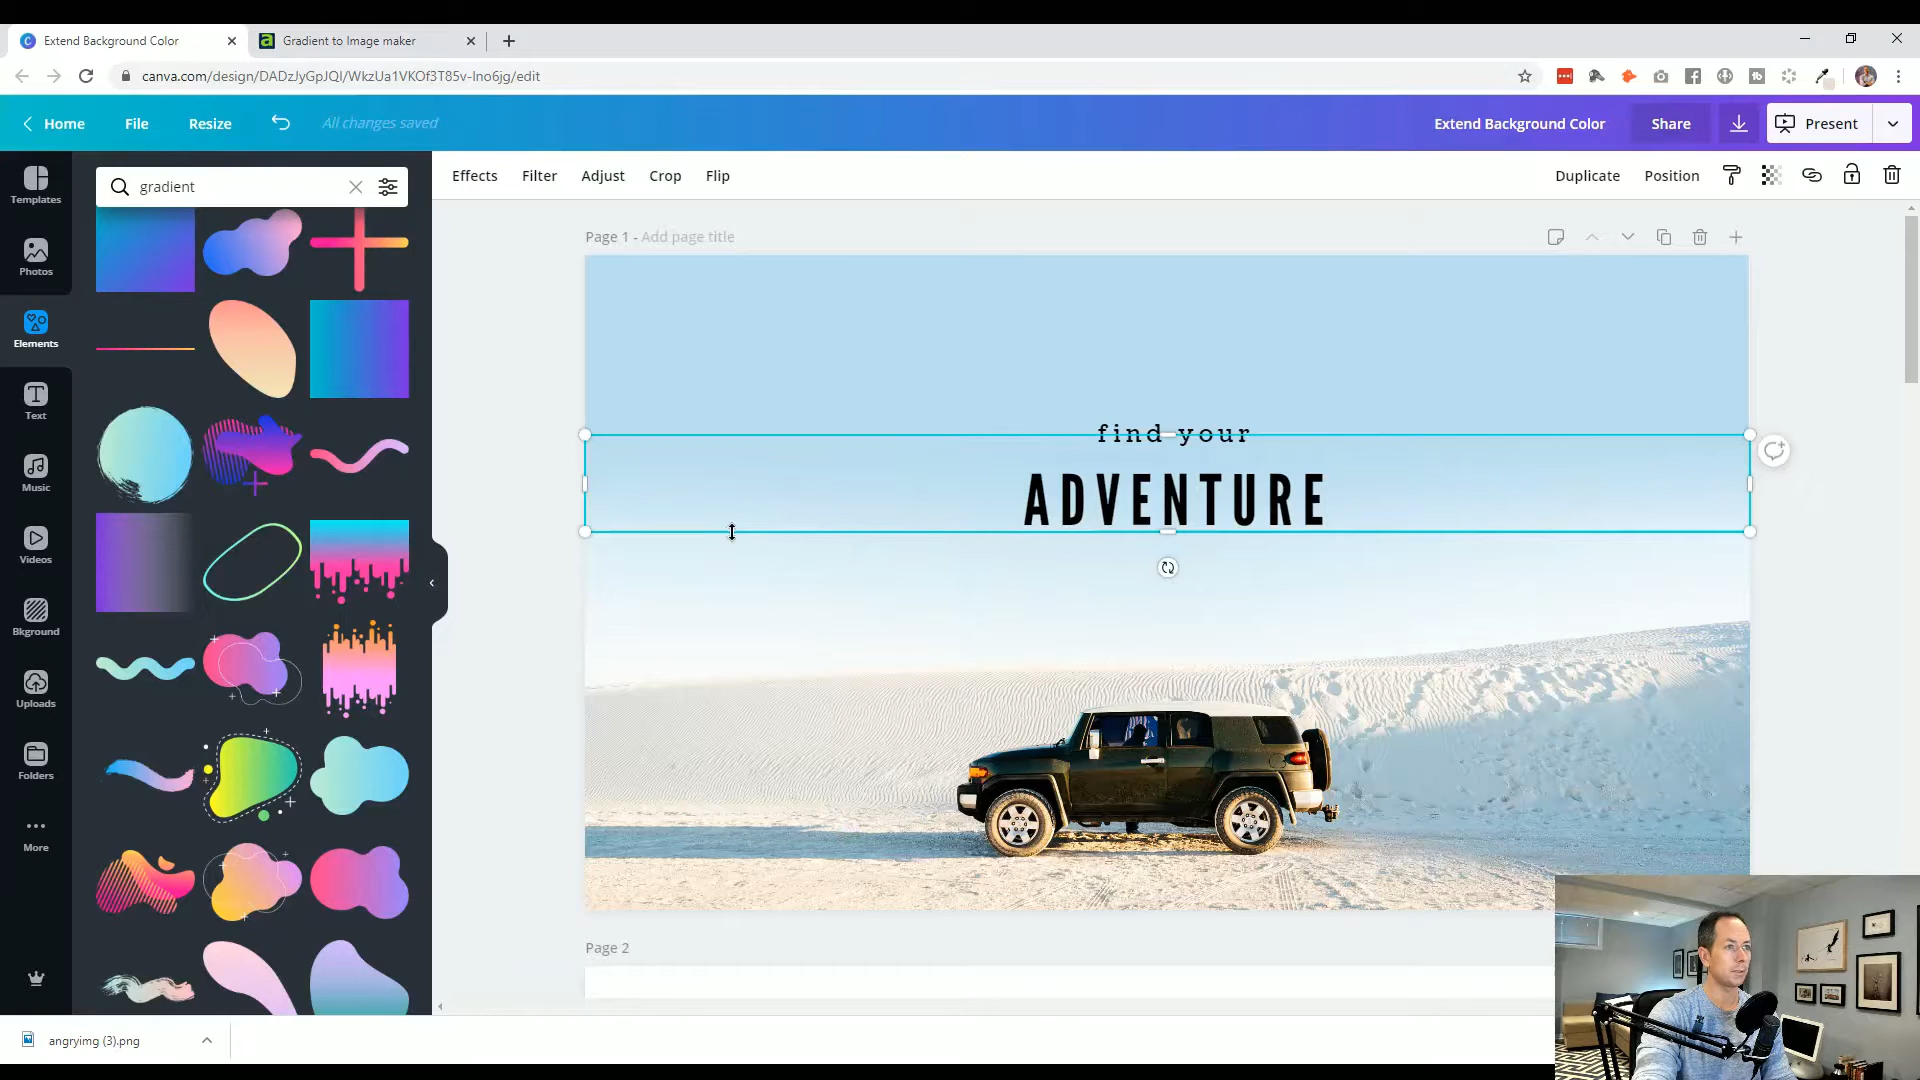 Extend Background Color
Gradient to Image maker
canva.com/design/DADzJyGpJQI/WkzUa1VKOf3T85v-lno6jg/edit
Home
File
Resize
All changes saved
Extend Background Color
Share
Present
gradient
Effects
Filter
Adjust
Crop
Flip
Duplicate
Position
Templates
Photos
Elements
Text
Music
Videos
Bkground
Uploads
Folders
More
Page 1 - Add page title
find your
ADVENTURE
Page 2
angryimg (3).png